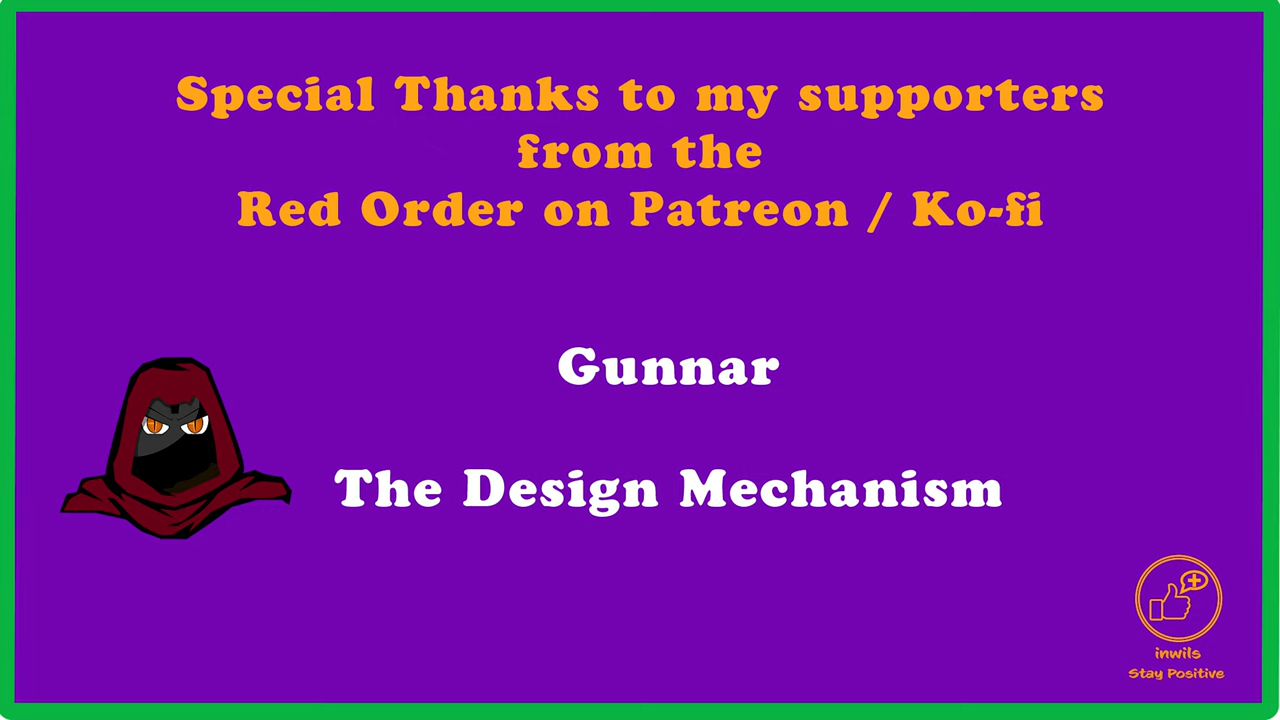 Special Thanks to my supporters
from the
Red Order on Patreon / Ko-fi
Gunnar
The Design Mechanism
inwils
Stay Positive